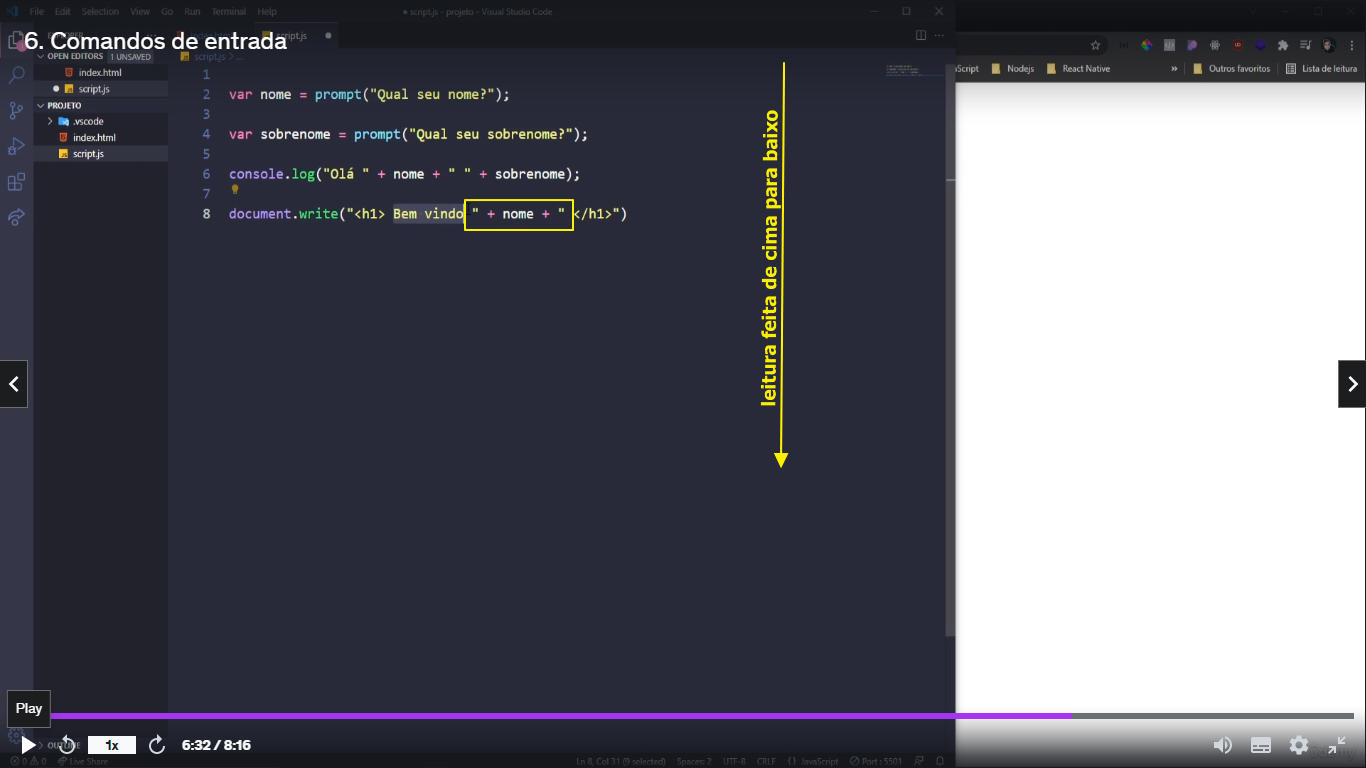 File Edit Selection View Go Run Terminal Help
● script.js - projeto - Visual Studio Code
6. Comandos de entrada
script.js
OPEN EDITORS 1 UNSAVED
index.html
script.js
PROJETO
.vscode
index.html
script.js
script.js > ...
1
2 var nome = prompt("Qual seu nome?");
3
4 var sobrenome = prompt("Qual seu sobrenome?");
5
6 console.log("Olá " + nome + " " + sobrenome);
7
8 document.write("<h1> Bem vindo " + nome + " </h1>")
leitura feita de cima para baixo
Nodejs React Native » Outros favoritos Lista de leitura
Play
OUTLINE
1x 6:32 / 8:16
0 0 Live Share
Ln 8, Col 31 (9 selected) Spaces: 2 UTF-8 CRLF {} JavaScript Port : 5501